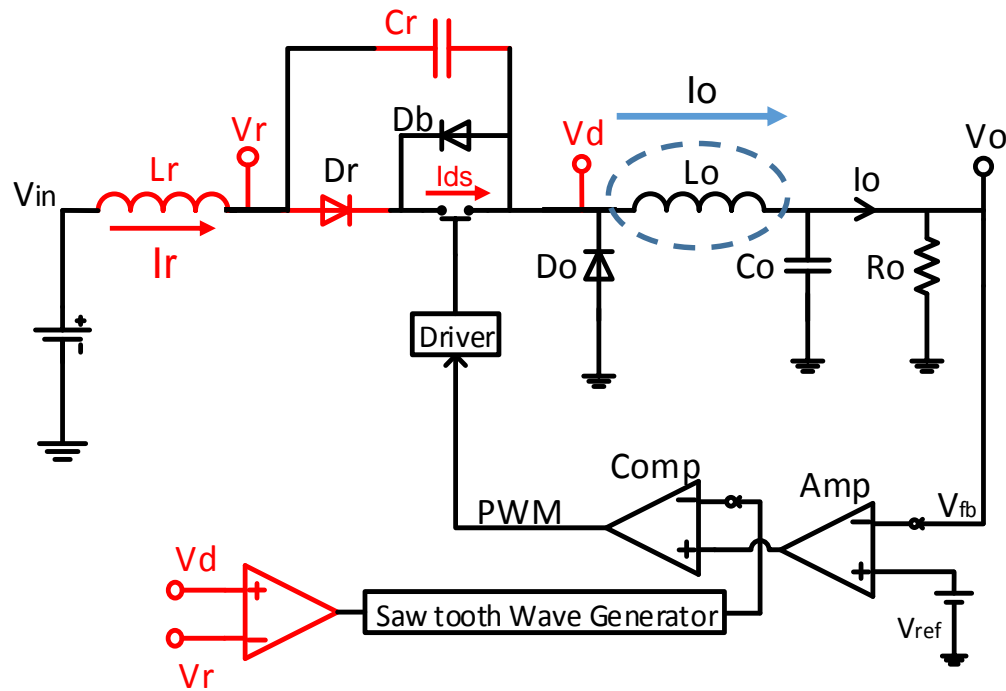 Cr
Io
Db
Vr
Vd
Vo
Lr
Dr
Ids
Lo
Io
Vin
Ir
Do
Co
Ro
+
Driver
Comp
Amp
PWM
Vfb
−
−
+
+
Vd
+
Saw tooth Wave Generator
−
Vref
Vr